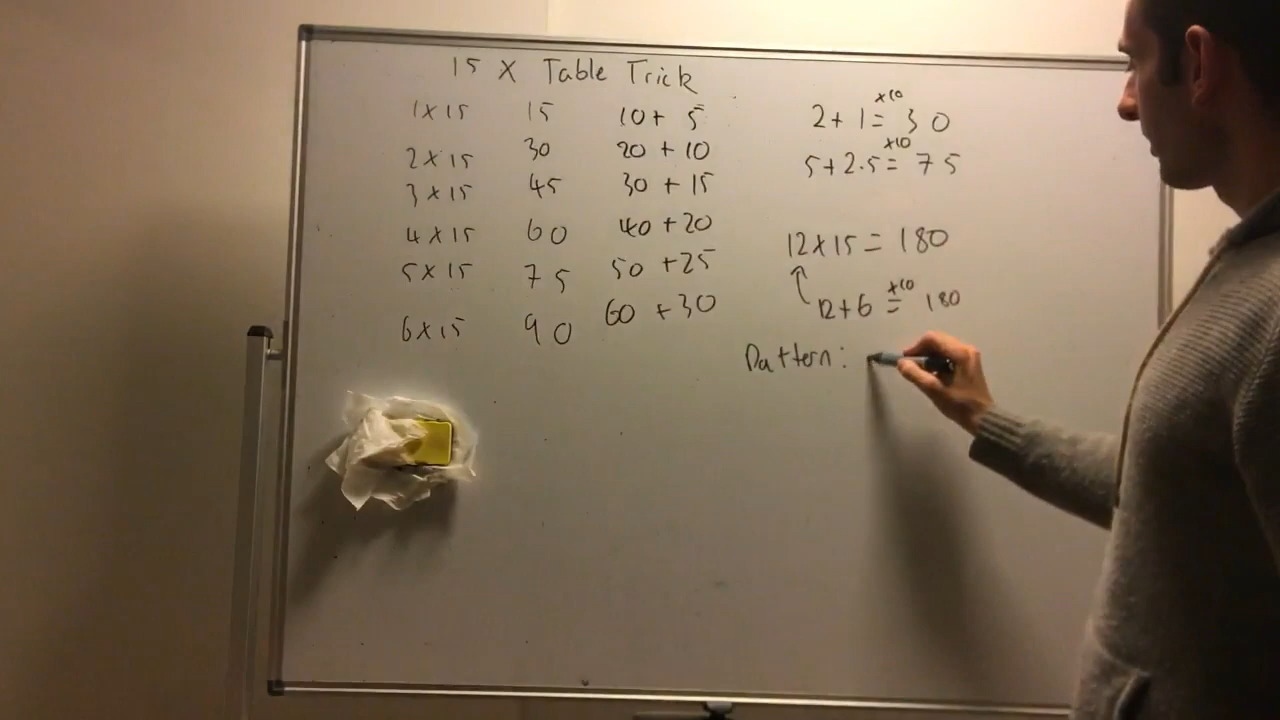 15 X Table Trick
1x15 15 10+ 5
2x15 30 20 + 10
3x15 45 30 + 15
4x15 60 40 +20
5x15 75 50 +25
6x15 90 60 +30
x10
2+ 1= 30
x10
5+2.5= 75
12x15 = 180
x10
12+6 = 180
Pattern: